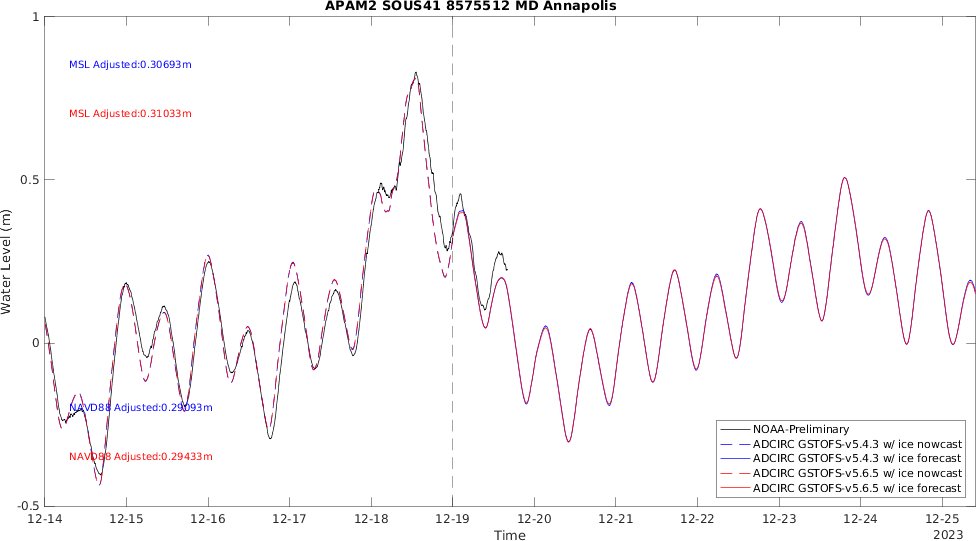 APAM2 SOUS41 8575512 MD Annapolis
1
MSL Adjusted:0.30693m
MSL Adjusted:0.31033m
0.5
Water Level (m)
0
NAVD88 Adjusted:0.29093m
NAVD88 Adjusted:0.29433m
-0.5
NOAA-Preliminary
ADCIRC GSTOFS-v5.4.3 w/ ice nowcast
ADCIRC GSTOFS-v5.4.3 w/ ice forecast
ADCIRC GSTOFS-v5.6.5 w/ ice nowcast
ADCIRC GSTOFS-v5.6.5 w/ ice forecast
12-14 12-15 12-16 12-17 12-18 12-19 12-20 12-21 12-22 12-23 12-24 12-25
Time
2023